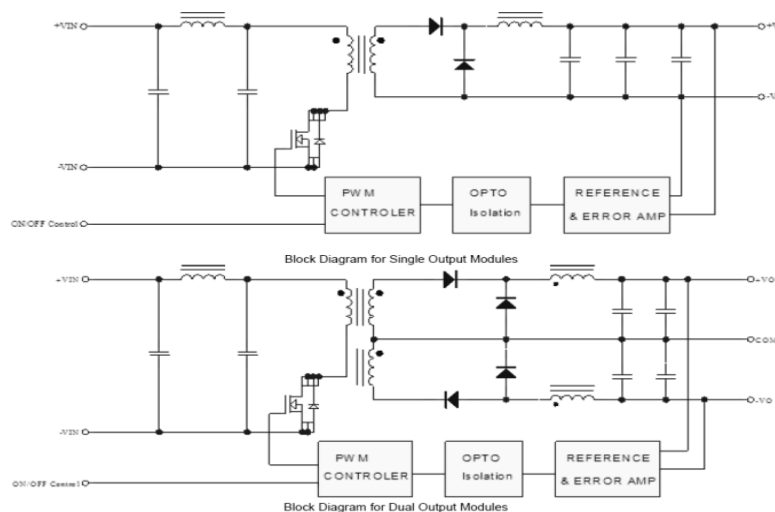 +VIN
-VIN
ON/OFF Control
PWM
CONTROLER
OPTO
Isolation
REFERENCE
& ERROR AMP
Block Diagram for Single Output Modules
+VIN
+VO
COM
-VO
-VIN
ON/OFF Control
PWM
CONTROLER
OPTO
Isolation
REFERENCE
& ERROR AMP
Block Diagram for Dual Output Modules